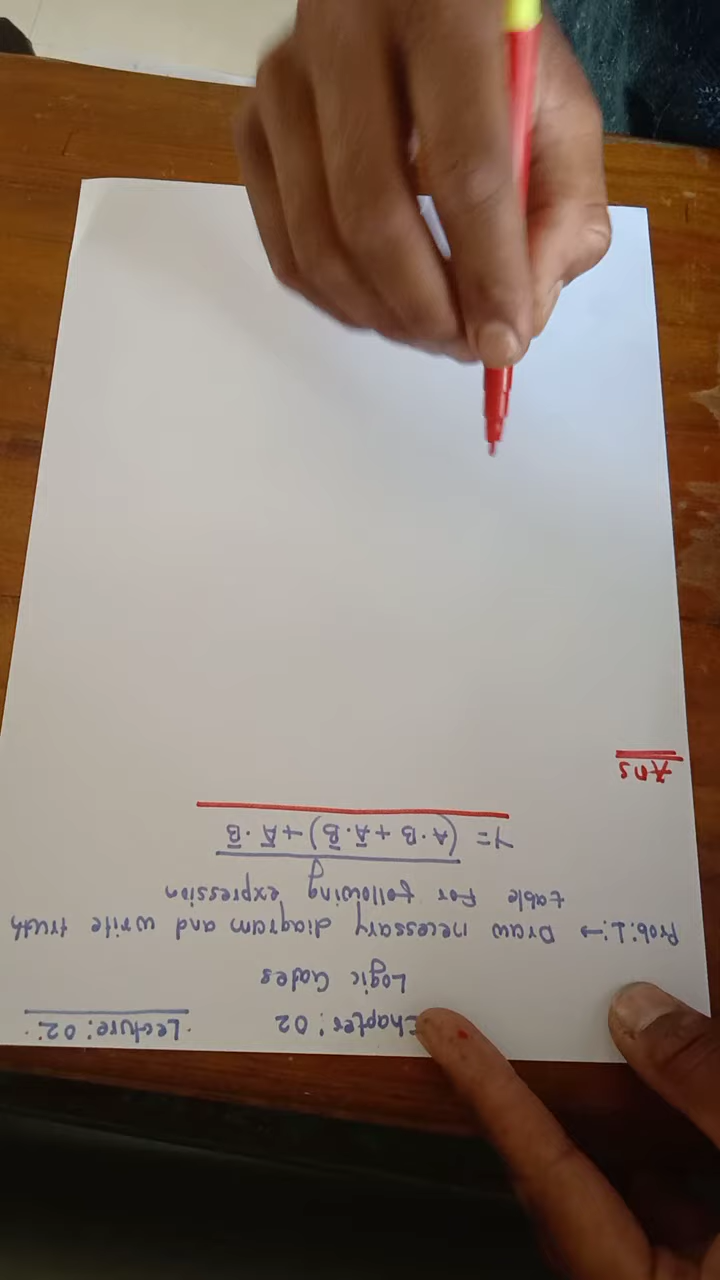 Chapter: 02 Lecture: 02:
Logic Gates
Prob:1:→ Draw necessary diagram and write truth
table for following expression
Y= \overline{(A·B + Ā·B̄) + Ā·B̄}
Ans